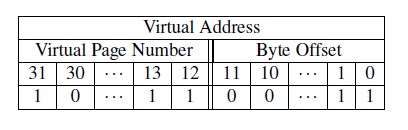 Virtual Address
Virtual Page Number Byte Offset
31 30 ⋯ 13 12 11 10 ⋯ 1 0
1 0 ⋯ 1 1 0 0 ⋯ 1 1